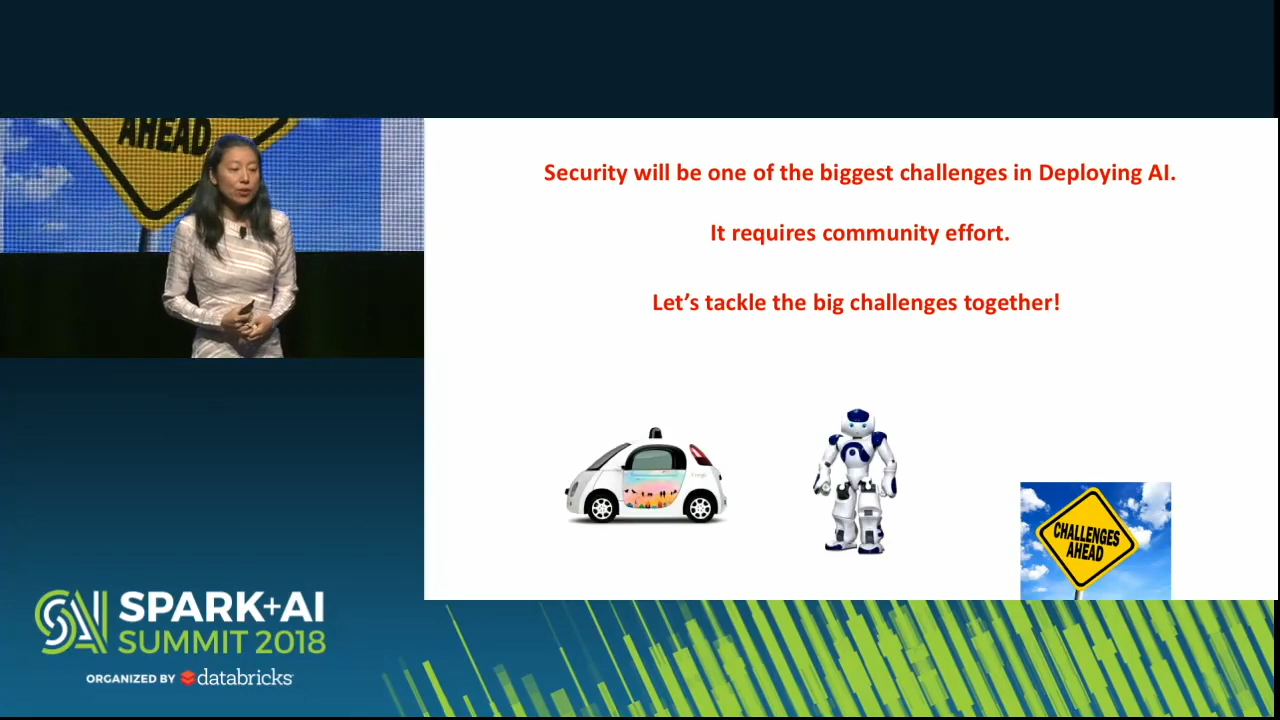 AHEAD
Security will be one of the biggest challenges in Deploying AI.
It requires community effort.
Let's tackle the big challenges together!
CHALLENGES
AHEAD
SAI SPARK+AI
SUMMIT 2018
ORGANIZED BY databricks